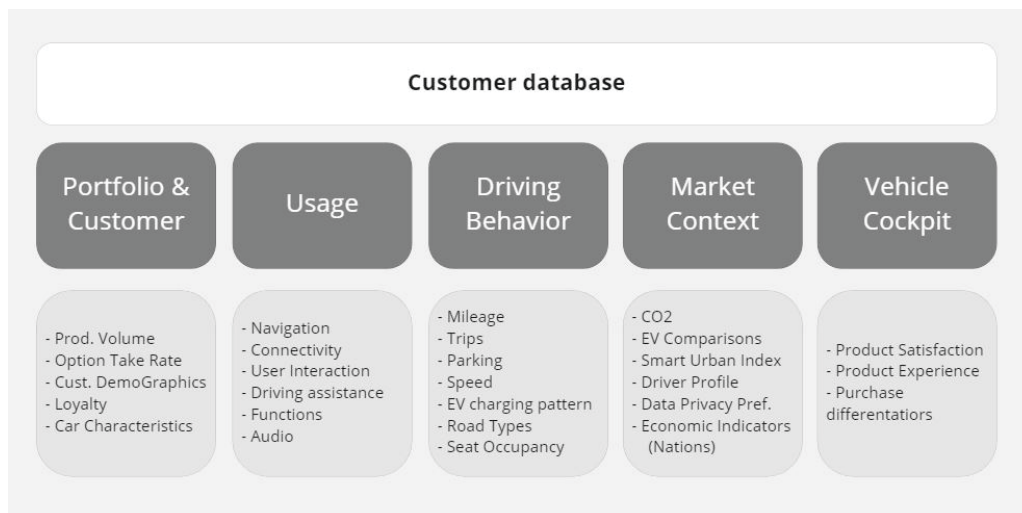 Customer database
Portfolio &
Customer
Usage
Driving
Behavior
Market
Context
Vehicle
Cockpit
- Prod. Volume
- Option Take Rate
- Cust. DemoGraphics
- Loyalty
- Car Characteristics
- Navigation
- Connectivity
- User Interaction
- Driving assistance
- Functions
- Audio
- Mileage
- Trips
- Parking
- Speed
- EV charging pattern
- Road Types
- Seat Occupancy
- CO2
- EV Comparisons
- Smart Urban Index
- Driver Profile
- Data Privacy Pref.
- Economic Indicators
(Nations)
- Product Satisfaction
- Product Experience
- Purchase
differentatiors